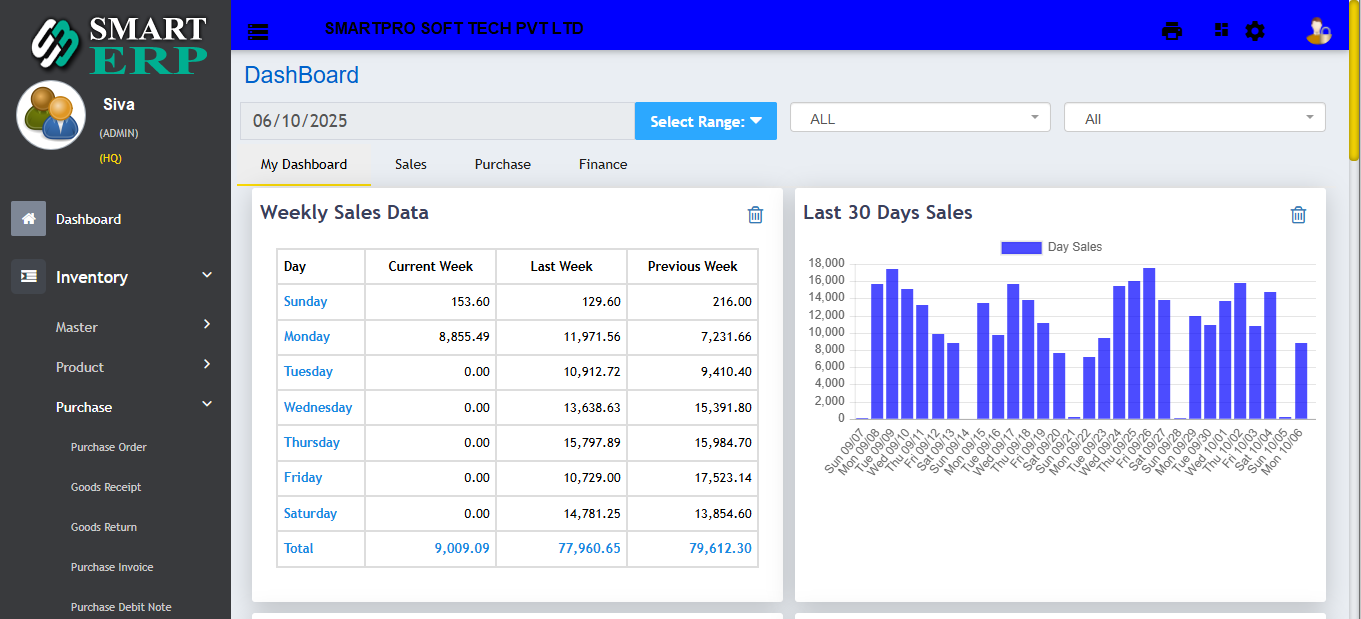 SMART
ERP
Siva
(ADMIN)
(HQ)
Dashboard
Inventory
Master
Product
Purchase
Purchase Order
Goods Receipt
Goods Return
Purchase Invoice
Purchase Debit Note
SMARTPRO SOFT TECH PVT LTD
DashBoard
06/10/2025 Select Range: ALL All
My Dashboard Sales Purchase Finance
Weekly Sales Data
Day Current Week Last Week Previous Week
Sunday 153.60 129.60 216.00
Monday 8,855.49 11,971.56 7,231.66
Tuesday 0.00 10,912.72 9,410.40
Wednesday 0.00 13,638.63 15,391.80
Thursday 0.00 15,797.89 15,984.70
Friday 0.00 10,729.00 17,523.14
Saturday 0.00 14,781.25 13,854.60
Total 9,009.09 77,960.65 79,612.30
Last 30 Days Sales
Day Sales
18,000
16,000
14,000
12,000
10,000
8,000
6,000
4,000
2,000
0
Sun 09/07
Mon 09/08
Tue 09/09
Wed 09/10
Thu 09/11
Fri 09/12
Sat 09/13
Sun 09/14
Mon 09/15
Tue 09/16
Wed 09/17
Thu 09/18
Fri 09/19
Sat 09/20
Sun 09/21
Mon 09/22
Tue 09/23
Wed 09/24
Thu 09/25
Fri 09/26
Sat 09/27
Sun 09/28
Mon 09/29
Tue 09/30
Wed 10/01
Thu 10/02
Fri 10/03
Sat 10/04
Sun 10/05
Mon 10/06